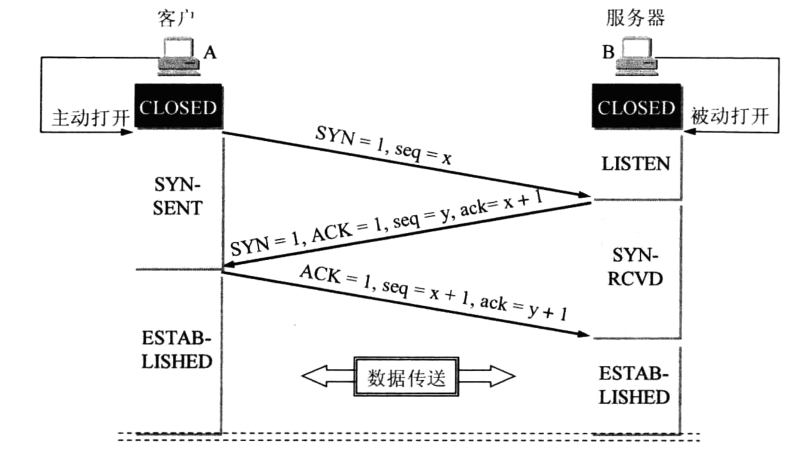 客户
服务器
A
B
主动打开
CLOSED
CLOSED
被动打开
SYN = 1, seq = x
LISTEN
SYN-
SENT
SYN = 1, ACK = 1, seq = y, ack= x + 1
SYN-
RCVD
ACK = 1, seq = x + 1, ack = y + 1
ESTAB-
LISHED
数据传送
ESTAB-
LISHED